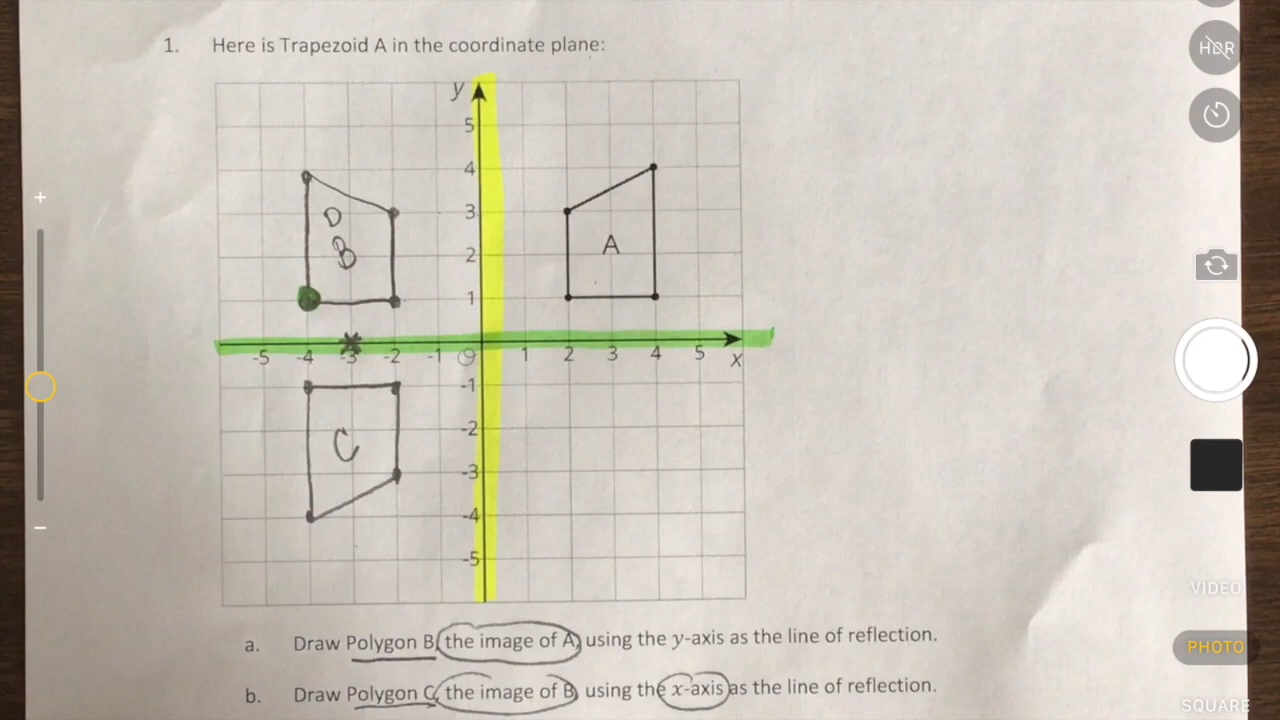 1. Here is Trapezoid A in the coordinate plane:
HDR
y
5
4
3
2
1
D
B
A
-5 -4 -3 -2 -1 0 1 2 3 4 5 x
-1
-2
-3
-4
-5
C
+
−
a. Draw Polygon B, the image of A, using the y-axis as the line of reflection.
b. Draw Polygon C, the image of B, using the x-axis as the line of reflection.
VIDEO
PHOTO
SQUARE